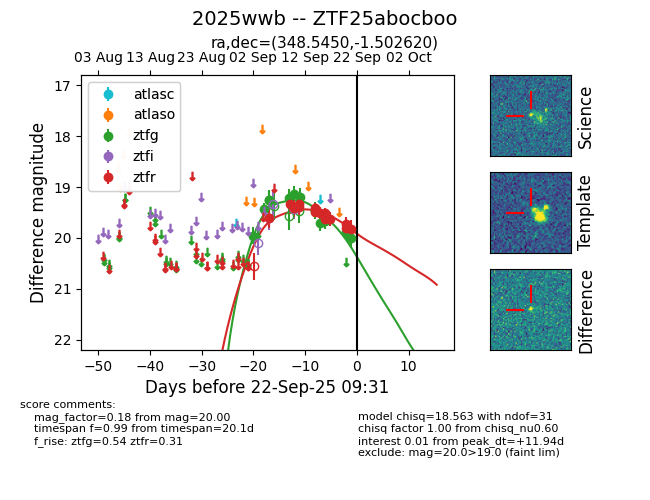 2025wwb -- ZTF25abocboo
ra,dec=(348.5450,-1.502620)
03 Aug 13 Aug 23 Aug 02 Sep 12 Sep 22 Sep 02 Oct
17
18
19
20
21
22
Difference magnitude
atlasc
atlaso
ztfg
ztfi
ztfr
−50 −40 −30 −20 −10 0 10
Days before 22-Sep-25 09:31
Science
Template
Difference
score comments:
mag_factor=0.18 from mag=20.00
timespan f=0.99 from timespan=20.1d
f_rise: ztfg=0.54 ztfr=0.31
model chisq=18.563 with ndof=31
chisq factor 1.00 from chisq_nu0.60
interest 0.01 from peak_dt=+11.94d
exclude: mag=20.0>19.0 (faint lim)